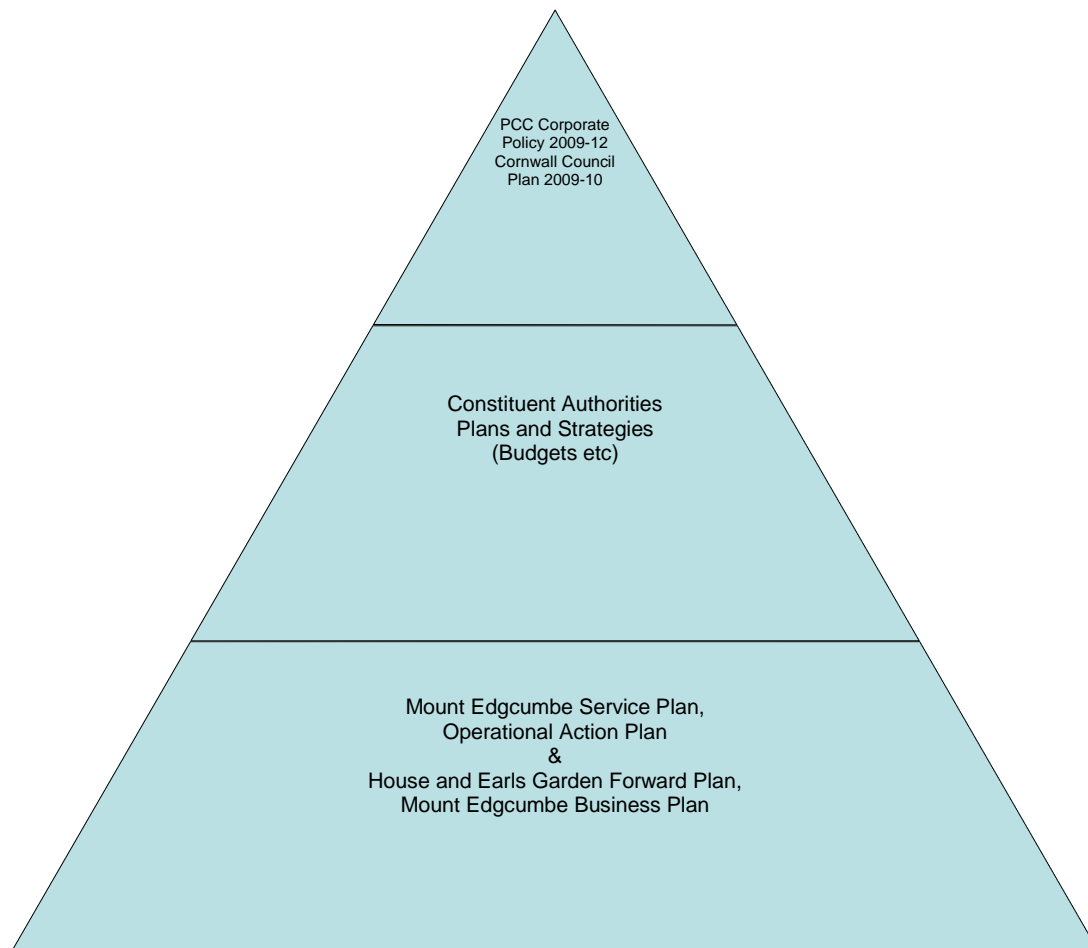 PCC Corporate
Policy 2009-12
Cornwall Council
Plan 2009-10
Constituent Authorities
Plans and Strategies
(Budgets etc)
Mount Edgcumbe Service Plan,
Operational Action Plan
&
House and Earls Garden Forward Plan,
Mount Edgcumbe Business Plan